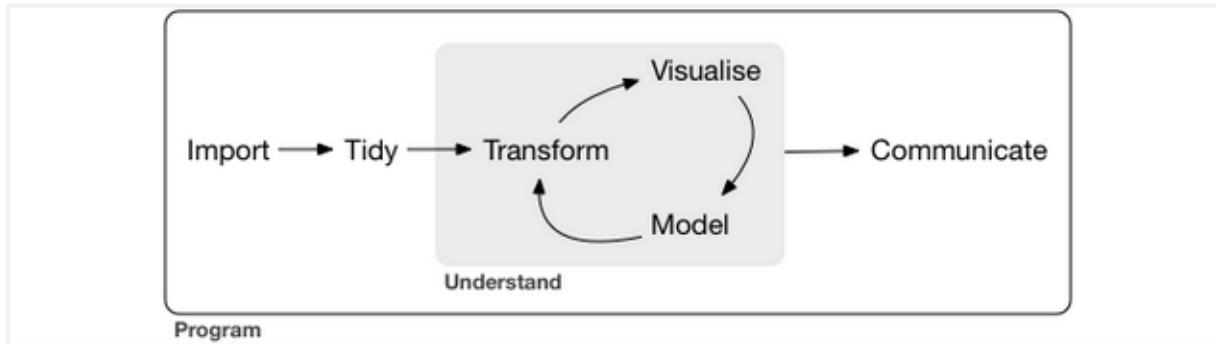 Visualise
Import Tidy Transform Communicate
Model
Understand
Program